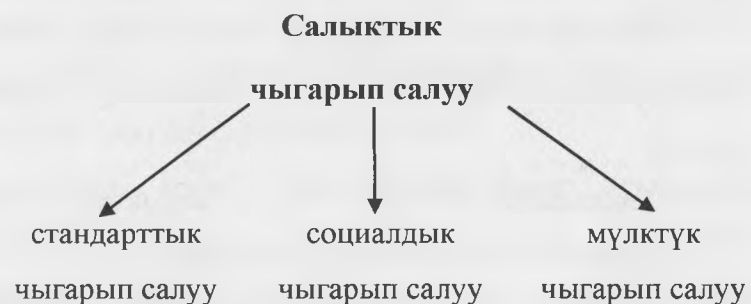 Салыктык
чыгарып салуу
стандарттык
чыгарып салуу
социалдык
чыгарып салуу
мүлктүк
чыгарып салуу